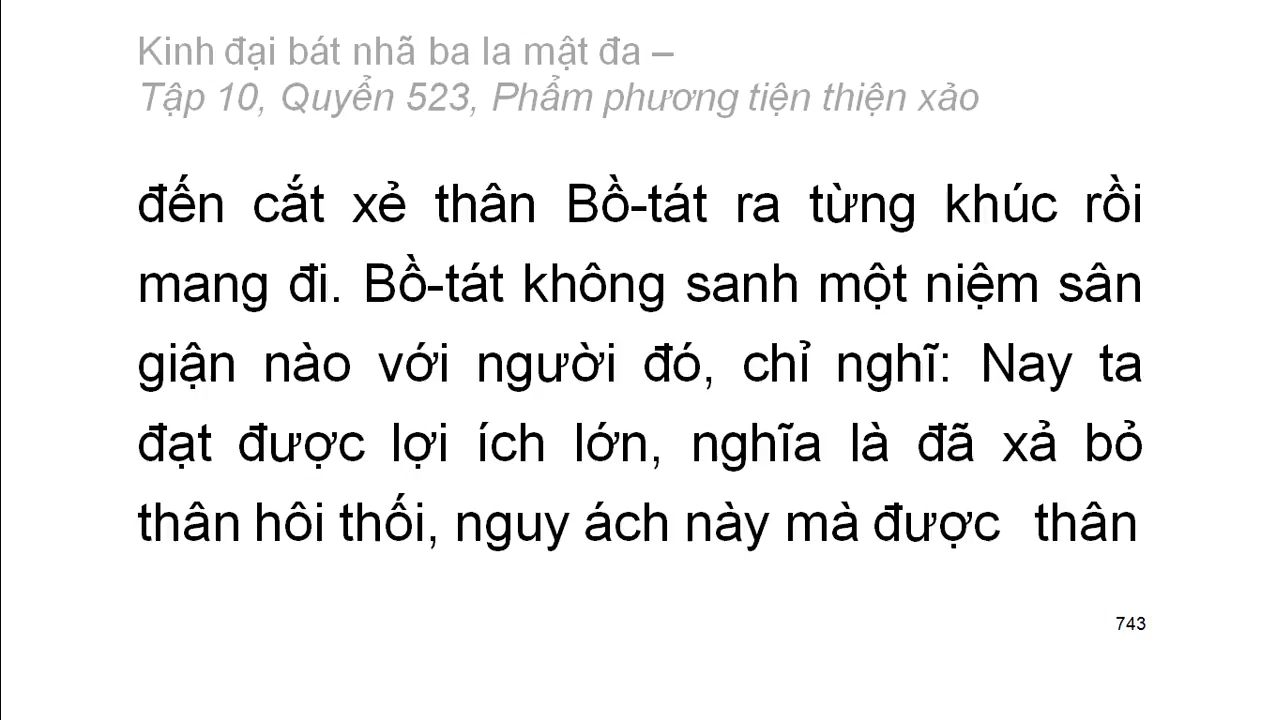 Kinh đại bát nhã ba la mật đa –
Tập 10, Quyển 523, Phẩm phương tiện thiện xảo
đến cắt xẻ thân Bồ-tát ra từng khúc rồi
mang đi. Bồ-tát không sanh một niệm sân
giận nào với người đó, chỉ nghĩ: Nay ta
đạt được lợi ích lớn, nghĩa là đã xả bỏ
thân hôi thối, nguy ách này mà được thân
743